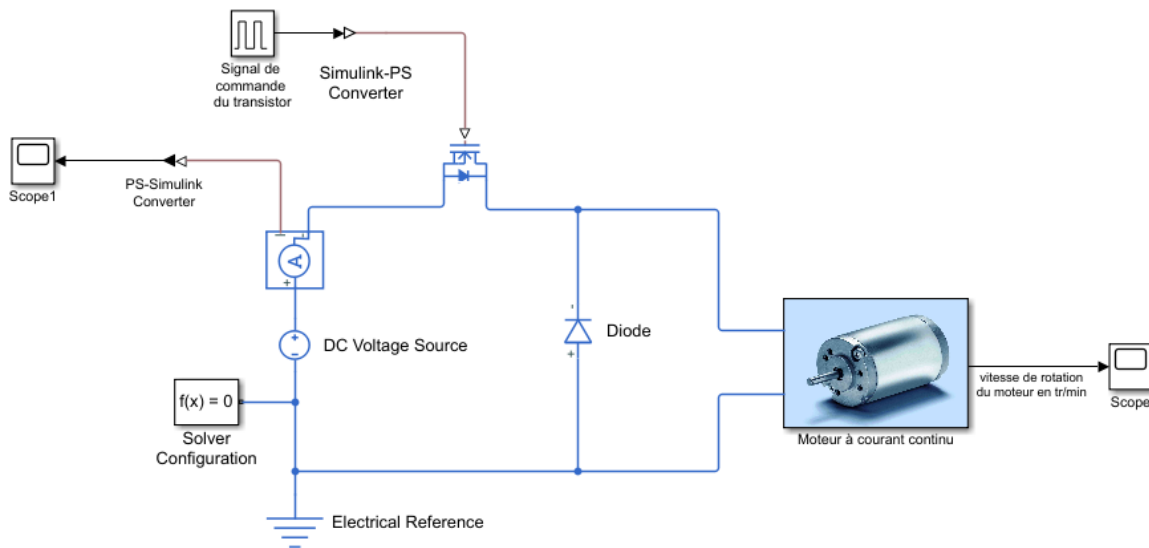 Signal de
commande
du transistor
Simulink-PS
Converter
Scope1
PS-Simulink
Converter
A
DC Voltage Source
Diode
f(x) = 0
Solver
Configuration
Electrical Reference
Moteur à courant continu
vitesse de rotation
du moteur en tr/min
Scope